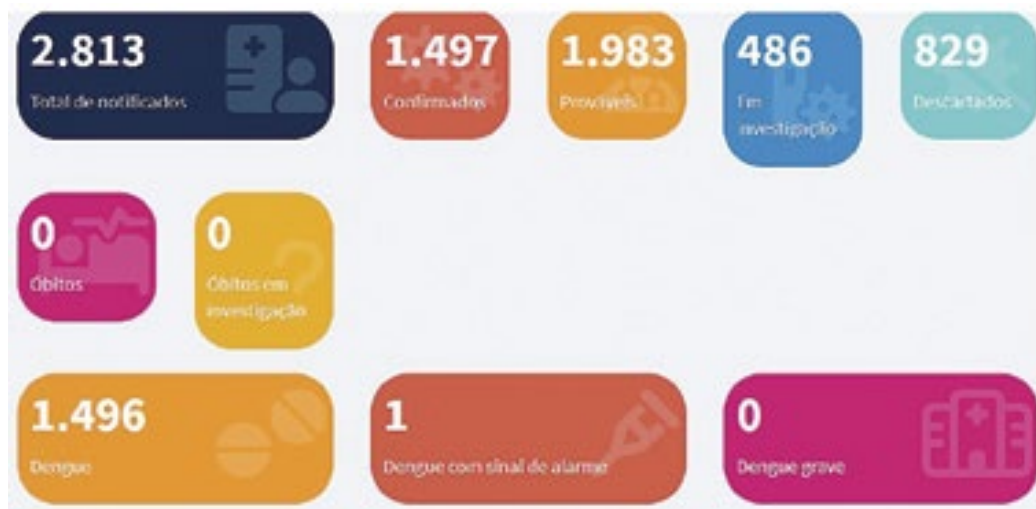 2.813
Total de notificados
1.497
Confirmados
1.983
Prováveis
486
Em
investigação
829
Descartados
0
Óbitos
0
Óbitos em
investigação
1.496
Dengue
1
Dengue com sinal de alarme
0
Dengue grave